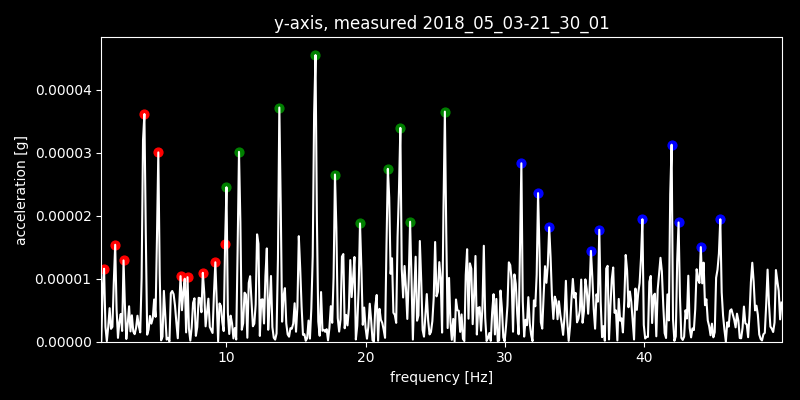 y-axis, measured 2018_05_03-21_30_01
acceleration [g]
0.00004
0.00003
0.00002
0.00001
0.00000
10 20 30 40
frequency [Hz]